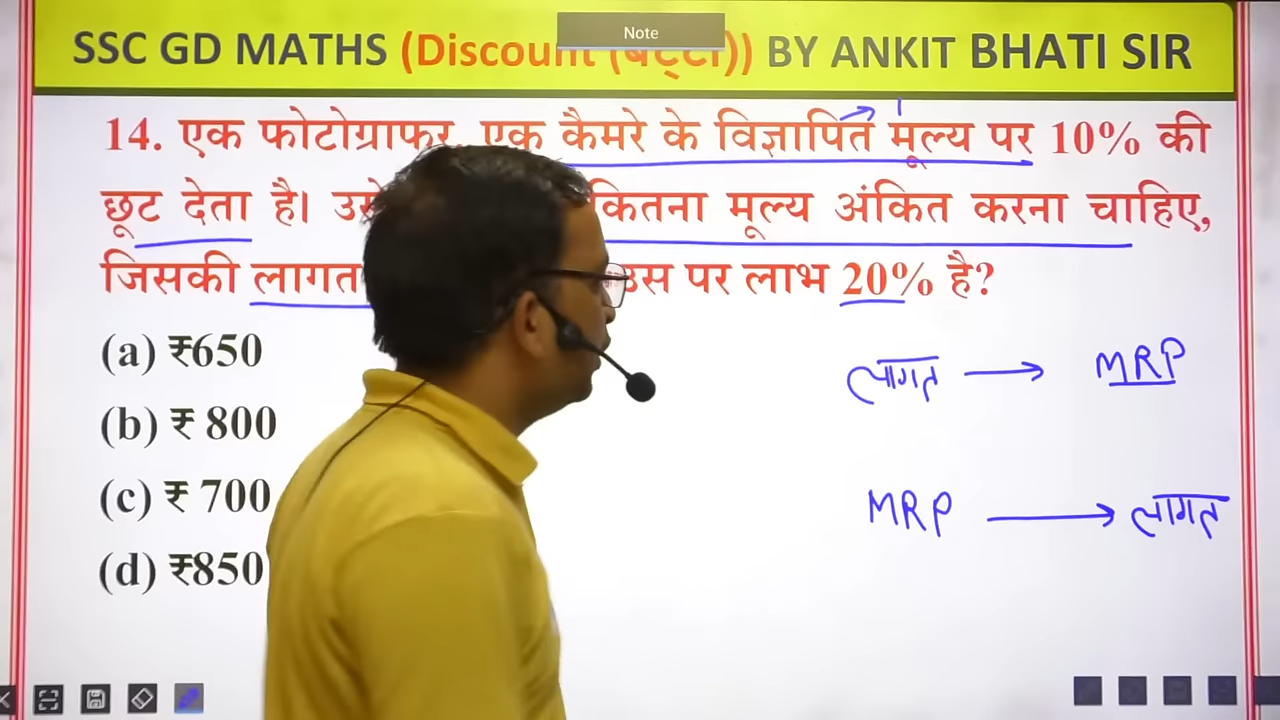 Note
SSC GD MATHS (Discount (बट्टा)) BY ANKIT BHATI SIR
14. एक फोटोग्राफर, एक कैमरे के विज्ञापित मूल्य पर 10% की
छूट देता है। कितना मूल्य अंकित करना चाहिए,
जिसकी लागत उस पर लाभ 20% है?
(a) ₹650
(b) ₹ 800
(c) ₹ 700
(d) ₹850
लागत → MRP
MRP → लागत